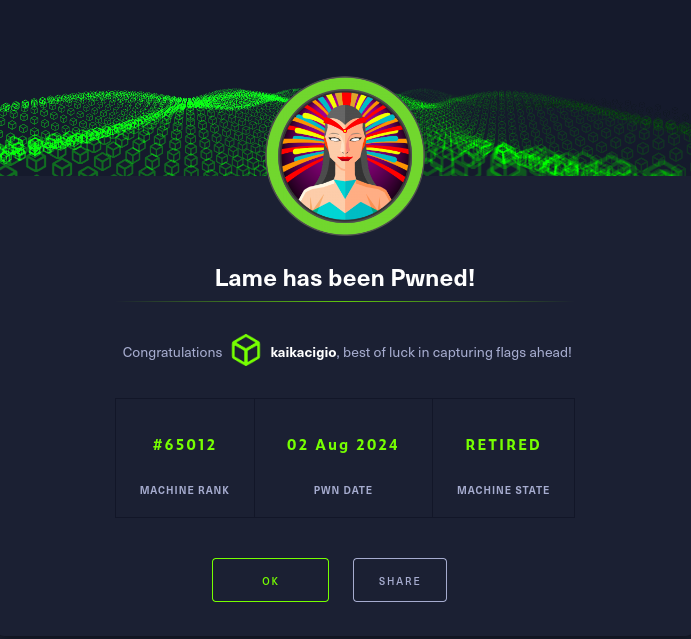 Lame has been Pwned!
Congratulations kaikacigio, best of luck in capturing flags ahead!
#65012 02 Aug 2024 RETIRED
MACHINE RANK PWN DATE MACHINE STATE
OK SHARE